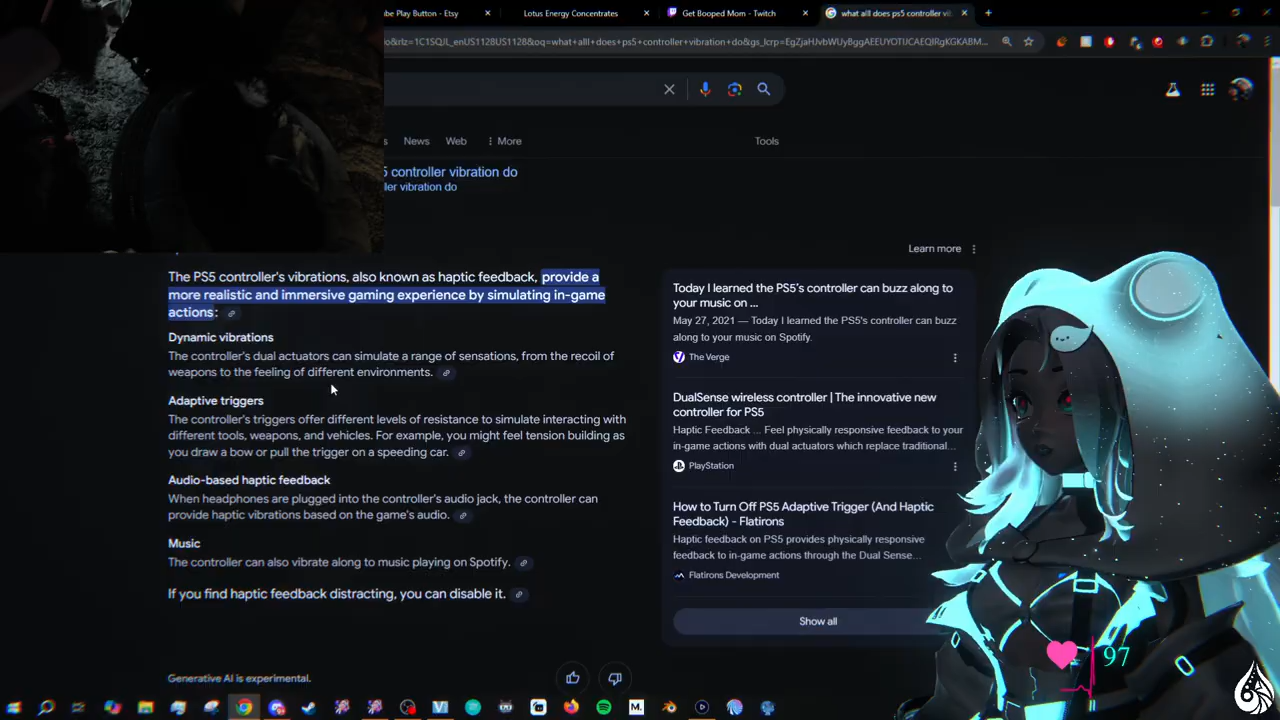 be Play Button - Etsy
Lotus Energy Concentrates
Get Booped Mom - Twitch
what alll does ps5 controller vi
News
Web
More
Tools
5 controller vibration do
ler vibration do
Learn more
The PS5 controller's vibrations, also known as haptic feedback, provide a
more realistic and immersive gaming experience by simulating in-game
actions:
Dynamic vibrations
The controller's dual actuators can simulate a range of sensations, from the recoil of
weapons to the feeling of different environments.
Adaptive triggers
The controller's triggers offer different levels of resistance to simulate interacting with
different tools, weapons, and vehicles. For example, you might feel tension building as
you draw a bow or pull the trigger on a speeding car.
Audio-based haptic feedback
When headphones are plugged into the controller's audio jack, the controller can
provide haptic vibrations based on the game's audio.
Music
The controller can also vibrate along to music playing on Spotify.
If you find haptic feedback distracting, you can disable it.
Generative AI is experimental.
Today I learned the PS5's controller can buzz along to
your music on ...
May 27, 2021 — Today I learned the PS5's controller can buzz
along to your music on Spotify.
The Verge
DualSense wireless controller | The innovative new
controller for PS5
Haptic Feedback ... Feel physically responsive feedback to your
in-game actions with dual actuators which replace traditional...
PlayStation
How to Turn Off PS5 Adaptive Trigger (And Haptic
Feedback) - Flatirons
Haptic feedback on PS5 provides physically responsive
feedback to in-game actions through the Dual Sense...
Flatirons Development
Show all
97